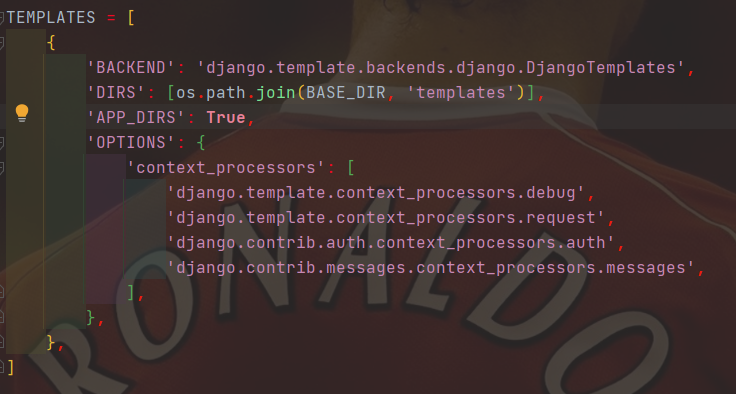 TEMPLATES = [
    {
        'BACKEND': 'django.template.backends.django.DjangoTemplates',
        'DIRS': [os.path.join(BASE_DIR, 'templates')],
        'APP_DIRS': True,
        'OPTIONS': {
            'context_processors': [
                'django.template.context_processors.debug',
                'django.template.context_processors.request',
                'django.contrib.auth.context_processors.auth',
                'django.contrib.messages.context_processors.messages',
            ],
        },
    },
]
RONALDO